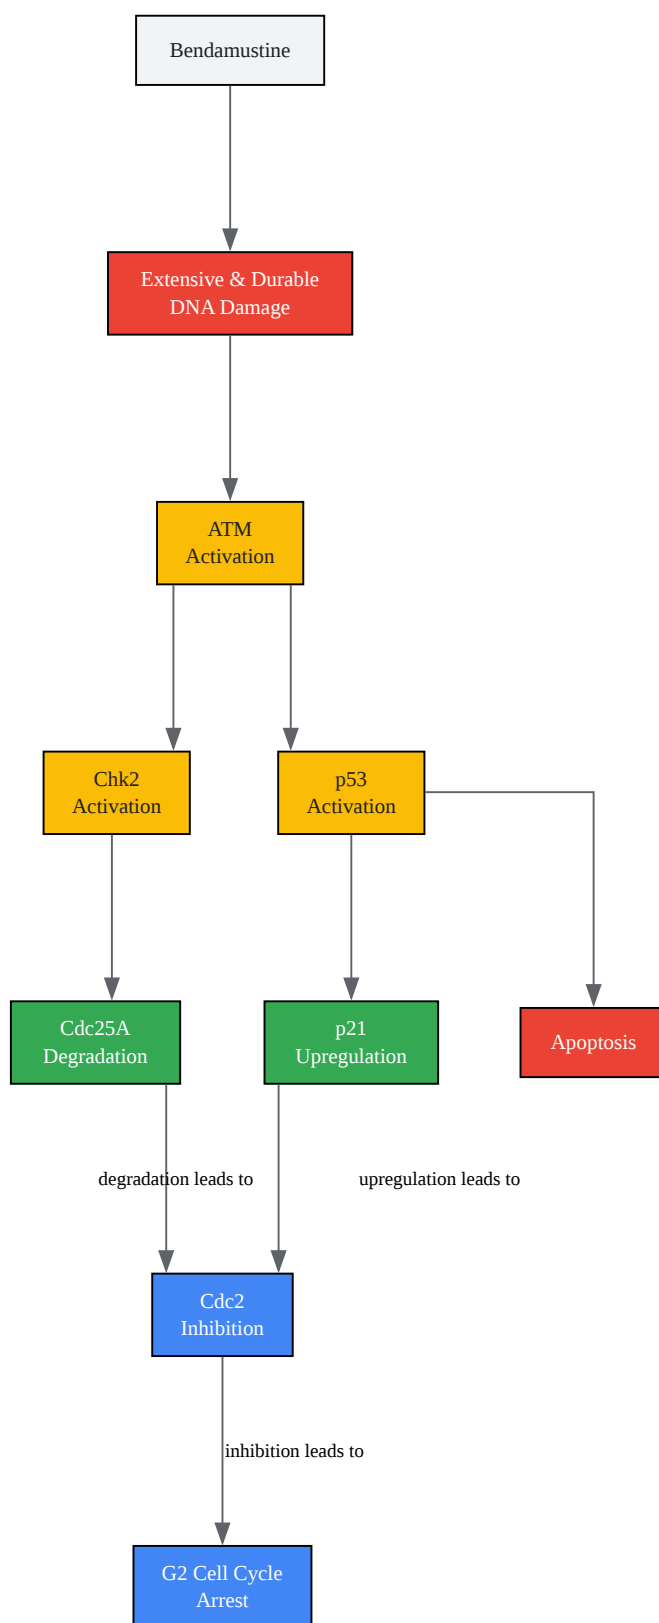 Bendamustine
Extensive & Durable
DNA Damage
ATM
Activation
Chk2
Activation
p53
Activation
Cdc25A
Degradation
p21
Upregulation
Apoptosis
degradation leads to
upregulation leads to
Cdc2
Inhibition
inhibition leads to
G2 Cell Cycle
Arrest